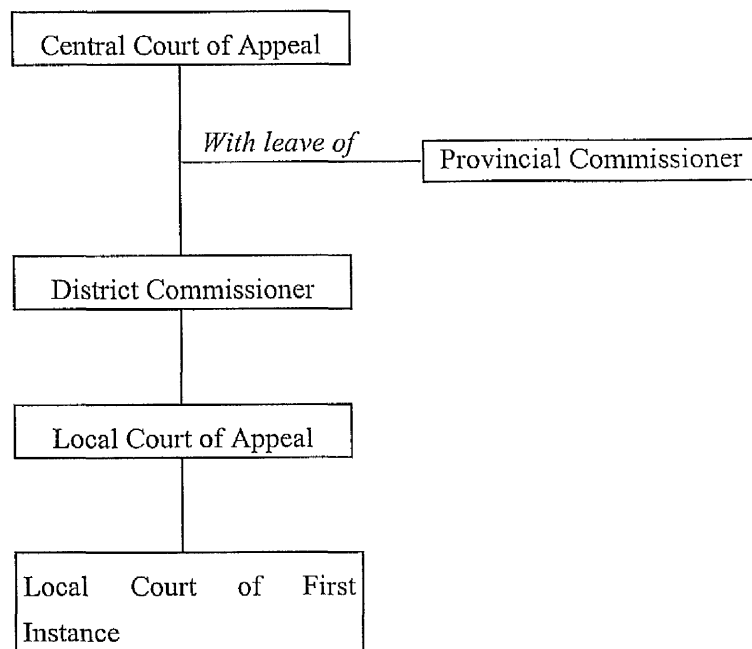 Central Court of Appeal
With leave of
Provincial Commissioner
District Commissioner
Local Court of Appeal
Local Court of First
Instance